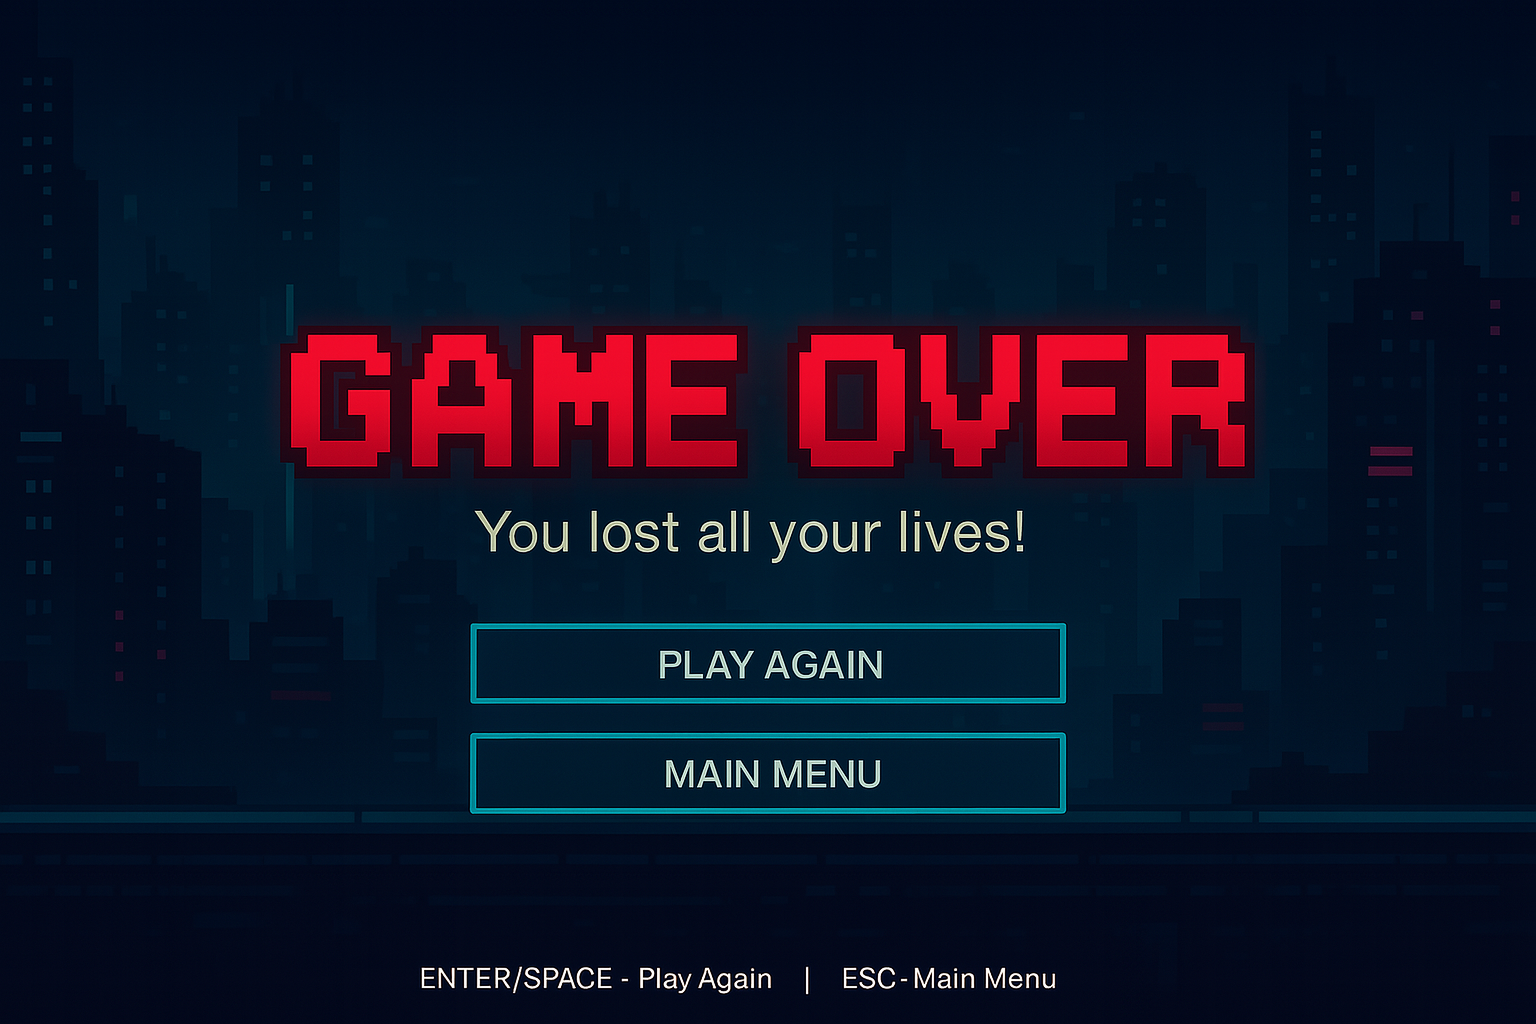 GAME OVER
You lost all your lives!
PLAY AGAIN
MAIN MENU
ENTER/SPACE - Play Again | ESC-Main Menu